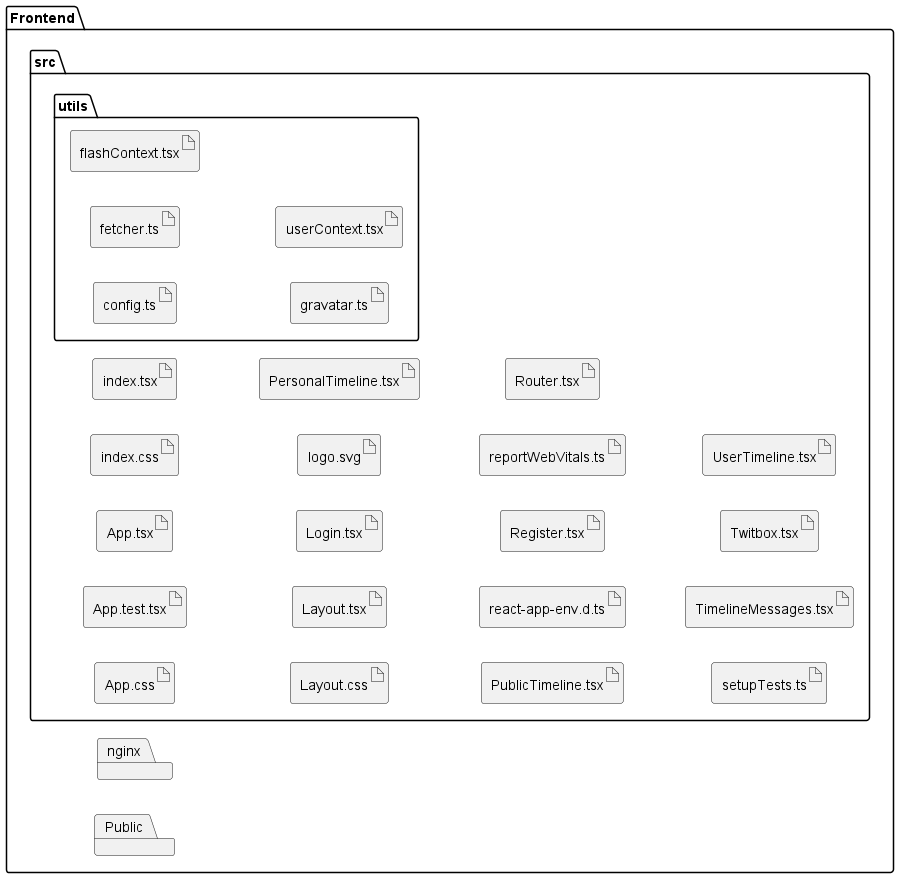 Frontend
src
utils
flashContext.tsx
fetcher.ts
userContext.tsx
config.ts
gravatar.ts
index.tsx
PersonalTimeline.tsx
Router.tsx
index.css
logo.svg
reportWebVitals.ts
UserTimeline.tsx
App.tsx
Login.tsx
Register.tsx
Twitbox.tsx
App.test.tsx
Layout.tsx
react-app-env.d.ts
TimelineMessages.tsx
App.css
Layout.css
PublicTimeline.tsx
setupTests.ts
nginx
Public